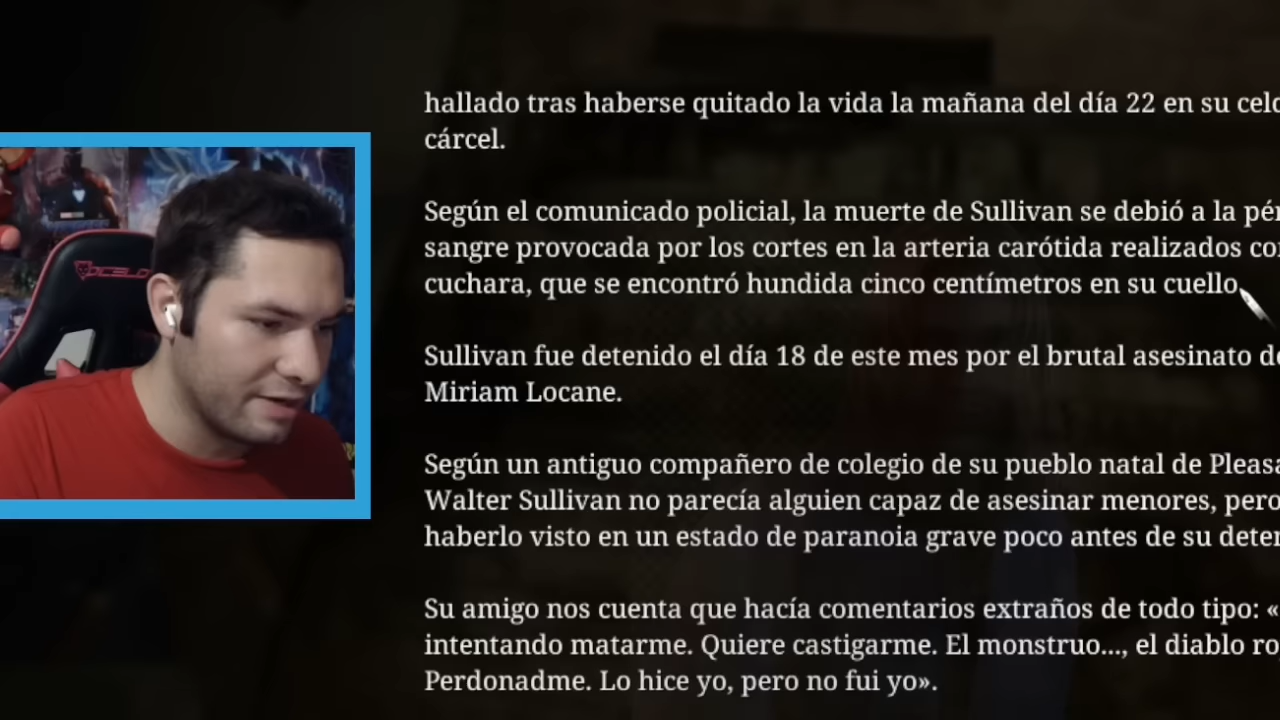 hallado tras haberse quitado la vida la mañana del día 22 en su
cárcel.
Según el comunicado policial, la muerte de Sullivan se debió a la
sangre provocada por los cortes en la arteria carótida realizados
cuchara, que se encontró hundida cinco centímetros en su cuello
Sullivan fue detenido el día 18 de este mes por el brutal asesinato
Miriam Locane.
Según un antiguo compañero de colegio de su pueblo natal de
Walter Sullivan no parecía alguien capaz de asesinar menores, pero
haberlo visto en un estado de paranoia grave poco antes de su
Su amigo nos cuenta que hacía comentarios extraños de todo tipo: «
intentando matarme. Quiere castigarme. El monstruo..., el diablo
Perdonadme. Lo hice yo, pero no fui yo».